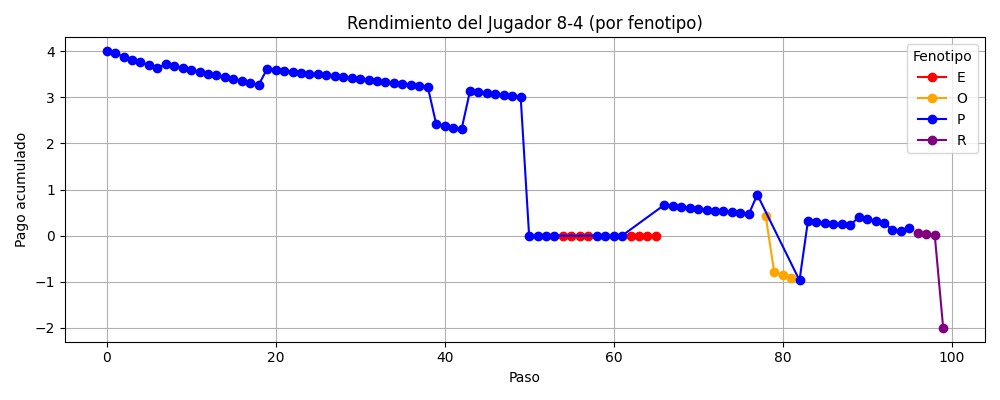 Rendimiento del Jugador 8-4 (por fenotipo)
Pago acumulado
4
3
2
1
0
−1
−2
Fenotipo
E
O
P
R
0
20
40
60
80
100
Paso